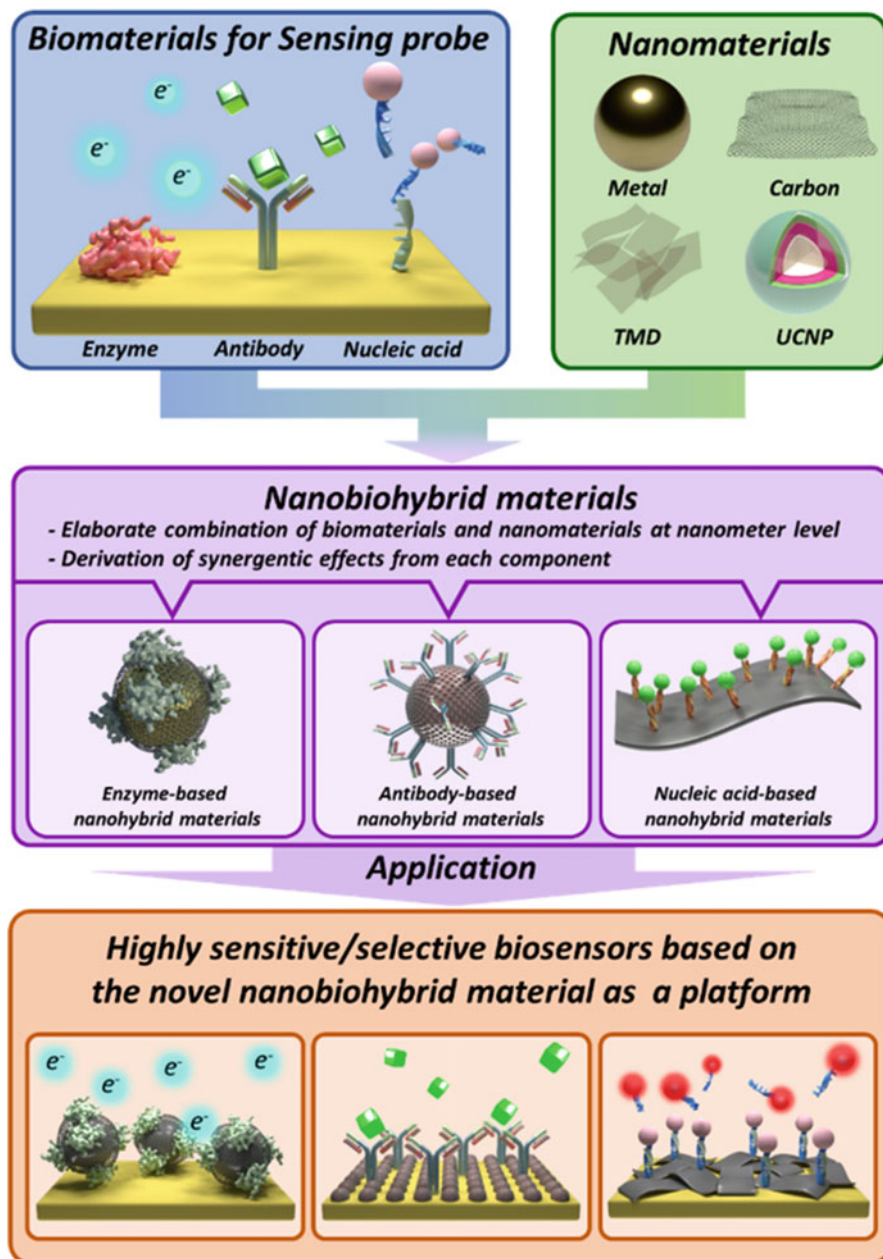 Biomaterials for Sensing probe
e-
e-
e-
Enzyme
Antibody
Nucleic acid
Nanomaterials
Metal
Carbon
TMD
UCNP
Nanobiohybrid materials
- Elaborate combination of biomaterials and nanomaterials at nanometer level
- Derivation of synergentic effects from each component
Enzyme-based
nanohybrid materials
Antibody-based
nanohybrid materials
Nucleic acid-based
nanohybrid materials
Application
Highly sensitive/selective biosensors based on
the novel nanobiohybrid material as a platform
e-
e-
e-
e-
e-